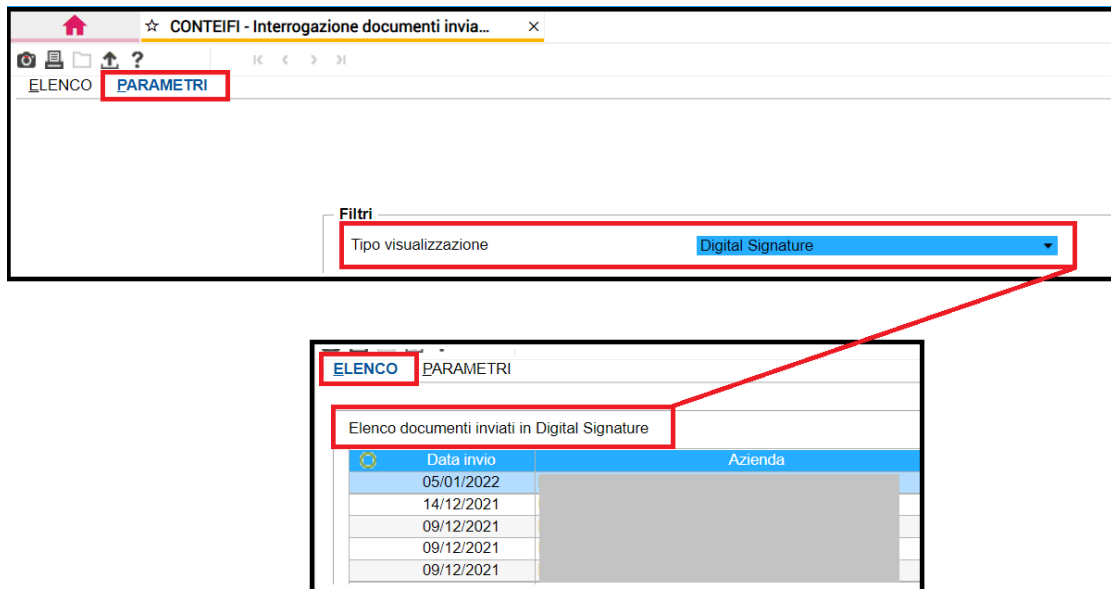 ☆ CONTEIFI - Interrogazione documenti invia... ×
?
ELENCO PARAMETRI
Filtri
Tipo visualizzazione Digital Signature
ELENCO PARAMETRI
Elenco documenti inviati in Digital Signature
Data invio Azienda
05/01/2022
14/12/2021
09/12/2021
09/12/2021
09/12/2021